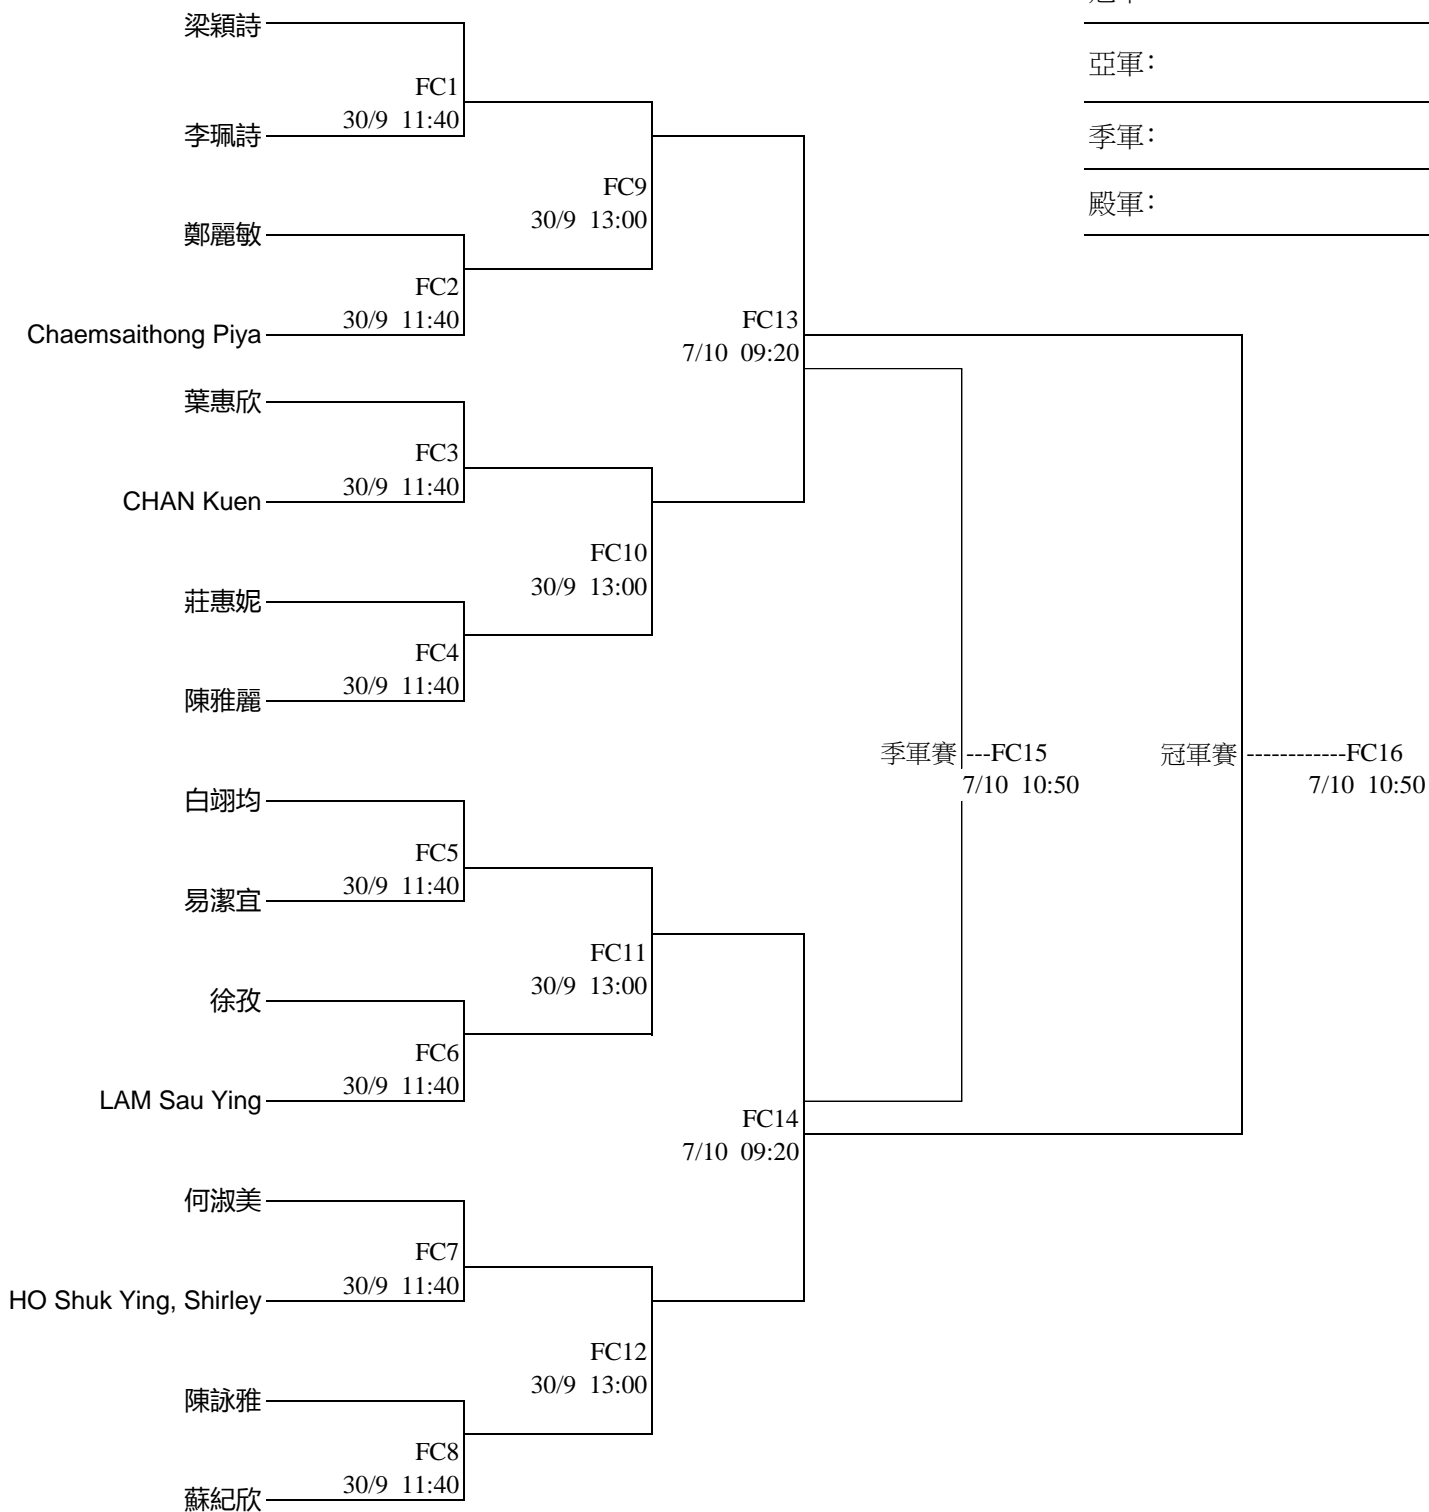 梁穎詩
亞軍：
FC1
30/9 11:40
李珮詩
季軍：
FC9
30/9 13:00
殿軍：
鄭麗敏
FC2
30/9 11:40
Chaemsaithong Piya
FC13
7/10 09:20
葉惠欣
FC3
30/9 11:40
CHAN Kuen
FC10
30/9 13:00
莊惠妮
FC4
30/9 11:40
陳雅麗
季軍賽 ---FC15
7/10 10:50
冠軍賽 ------------FC16
7/10 10:50
白翊均
FC5
30/9 11:40
易潔宜
FC11
30/9 13:00
徐孜
FC6
30/9 11:40
LAM Sau Ying
FC14
7/10 09:20
何淑美
FC7
30/9 11:40
HO Shuk Ying, Shirley
FC12
30/9 13:00
陳詠雅
FC8
30/9 11:40
蘇紀欣